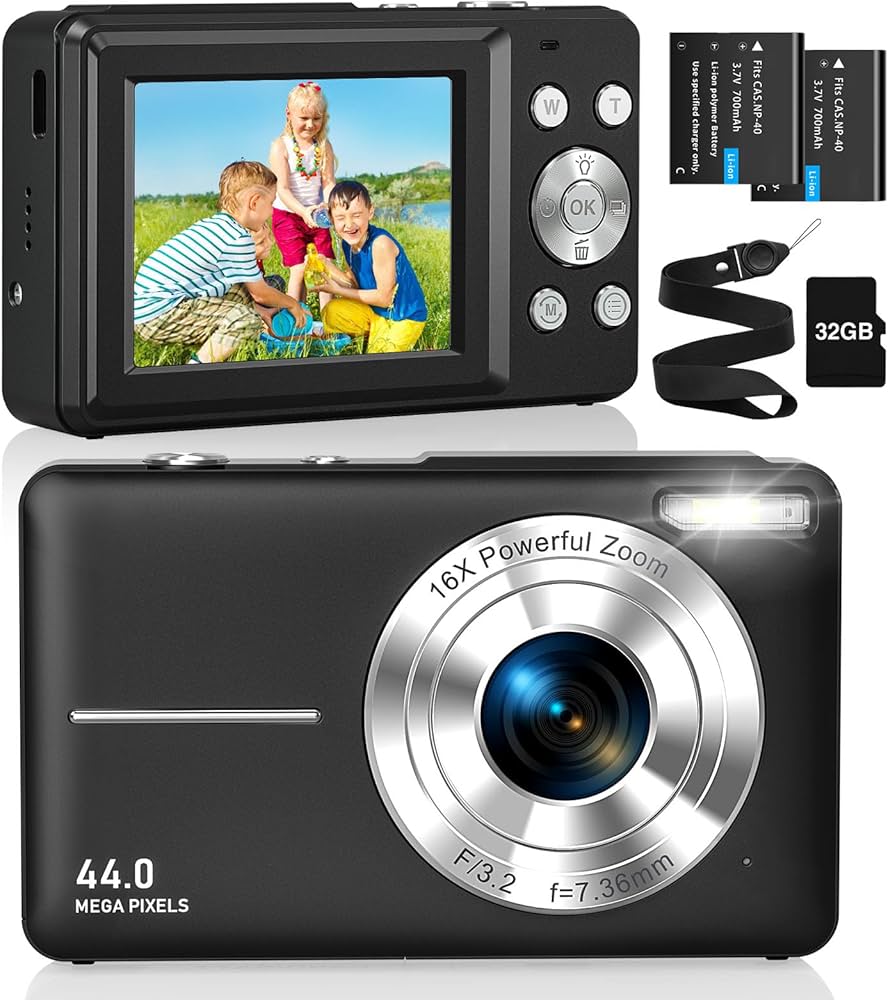 W
T
OK
M
Fits CAS.NP-40
3.7V 700mAh
Li-ion polymer Battery
Use specified charger only.
Li-ion
C
Fits CAS.NP-40
3.7V 700mAh
Li-ion
y.
C
32GB
16X Powerful Zoom
F/3.2 f=7.36mm
44.0
MEGA PIXELS